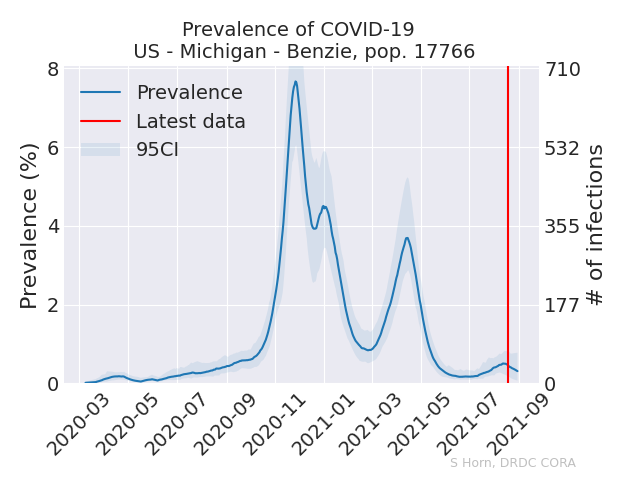 Prevalence of COVID-19
US - Michigan - Benzie, pop. 17766
Prevalence
Latest data
95CI
Prevalence (%)
8
6
4
2
0
710
532
355
177
0
# of infections
2020-03
2020-05
2020-07
2020-09
2020-11
2021-01
2021-03
2021-05
2021-07
2021-09
S Horn, DRDC CORA